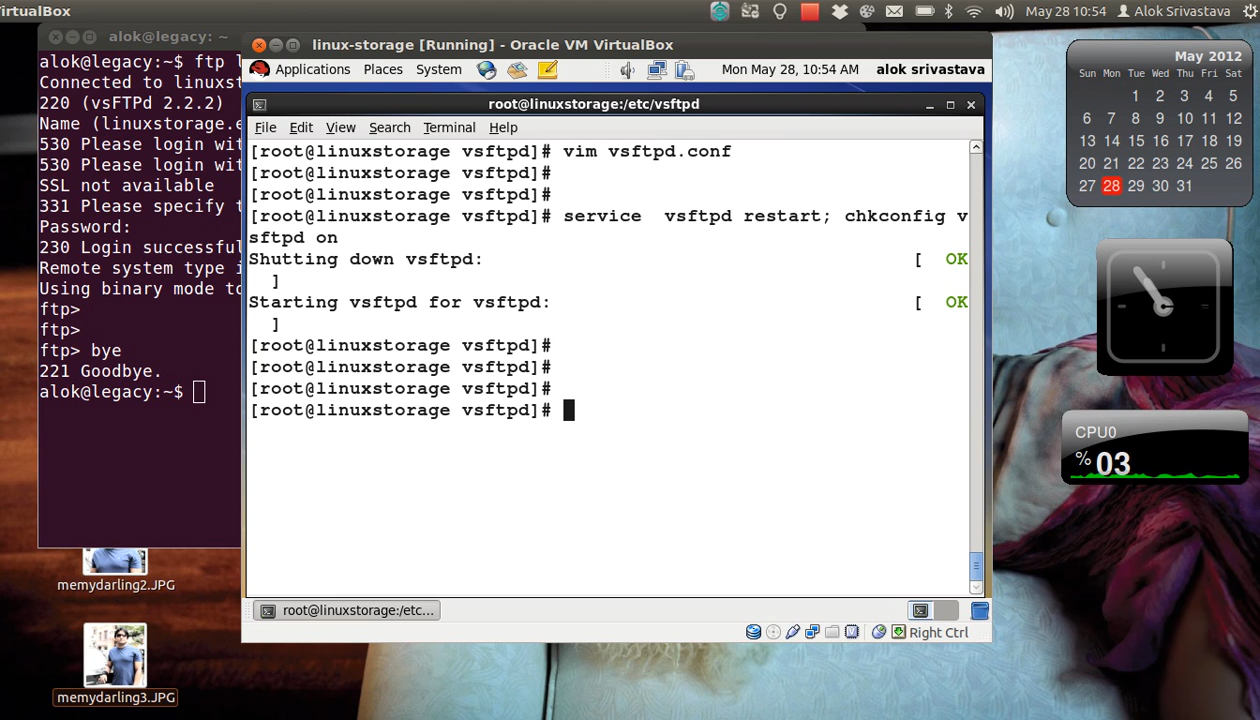 VirtualBox
May 28 10:54
Alok Srivastava
alok@legacy: ~
alok@legacy:~$ ftp
Connected to linuxst
220 (vsFTPd 2.2.2)
Name (linuxstorage.e
530 Please login wit
530 Please login wit
SSL not available
331 Please specify t
Password:
230 Login successful
Remote system type i
Using binary mode to
ftp>
ftp>
ftp> bye
221 Goodbye.
alok@legacy:~$
memydarling2.JPG
memydarling3.JPG
linux-storage [Running] - Oracle VM VirtualBox
Applications Places System
Mon May 28, 10:54 AM
alok srivastava
root@linuxstorage:/etc/vsftpd
File Edit View Search Terminal Help
[root@linuxstorage vsftpd]# vim vsftpd.conf
[root@linuxstorage vsftpd]#
[root@linuxstorage vsftpd]#
[root@linuxstorage vsftpd]# service  vsftpd restart; chkconfig v
sftpd on
Shutting down vsftpd: [ OK
]
Starting vsftpd for vsftpd: [ OK
]
[root@linuxstorage vsftpd]#
[root@linuxstorage vsftpd]#
[root@linuxstorage vsftpd]#
[root@linuxstorage vsftpd]#
root@linuxstorage:/etc...
Right Ctrl
May 2012
Sun Mon Tue Wed Thu Fri Sat
1 2 3 4 5
6 7 8 9 10 11 12
13 14 15 16 17 18 19
20 21 22 23 24 25 26
27 28 29 30 31
CPU0
% 03